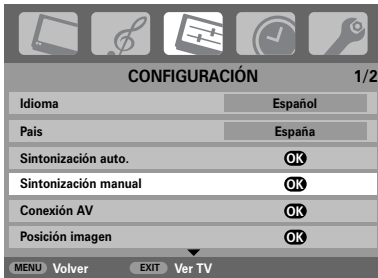 CONFIGURACIÓN 1/2
Idioma Español
Pais España
Sintonización auto. OK
Sintonización manual OK
Conexión AV OK
Posición imagen OK
MENU Volver EXIT Ver TV